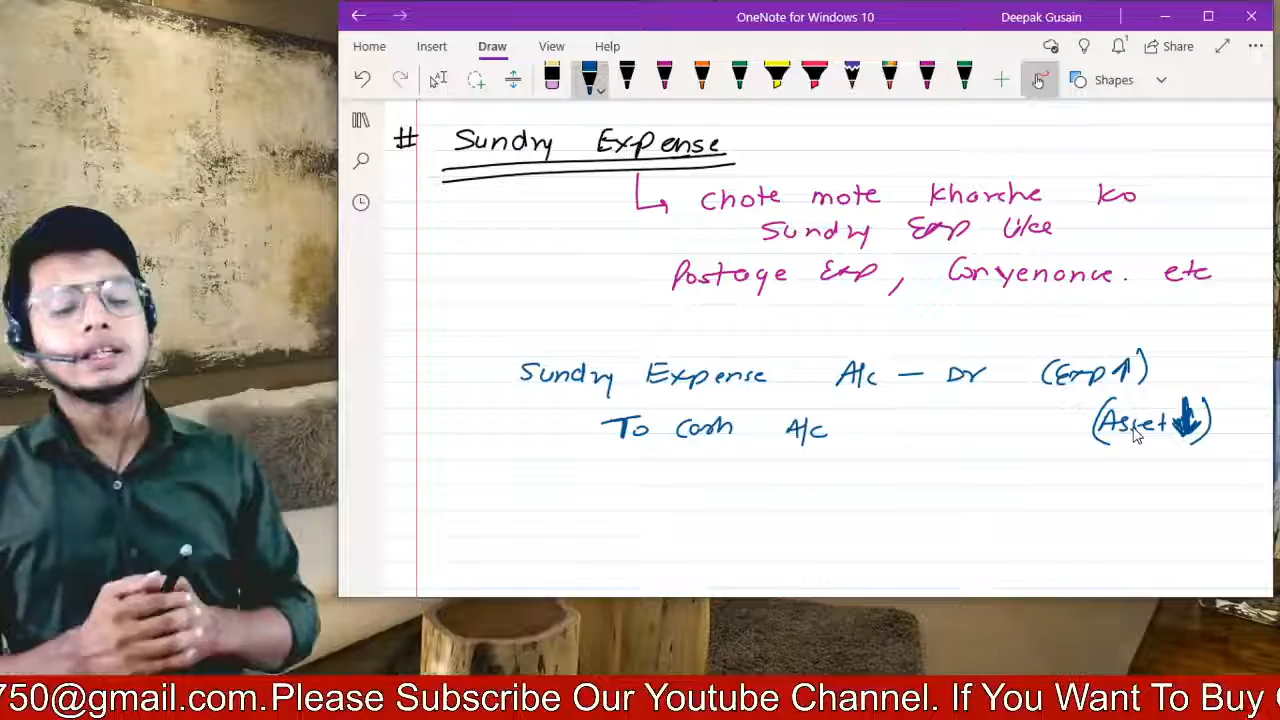 OneNote for Windows 10
Deepak Gusain
Home Insert Draw View Help
Share
Shapes
# Sundry Expense
Chote mote Kharche Ko
Sundry Exp like
Postage Exp, Convenance. etc
Sundry Expense A/c — Dr (Exp↑)
To Cash A/c (Asset↓)
750@gmail.com.Please Subscribe Our Youtube Channel. If You Want To Buy